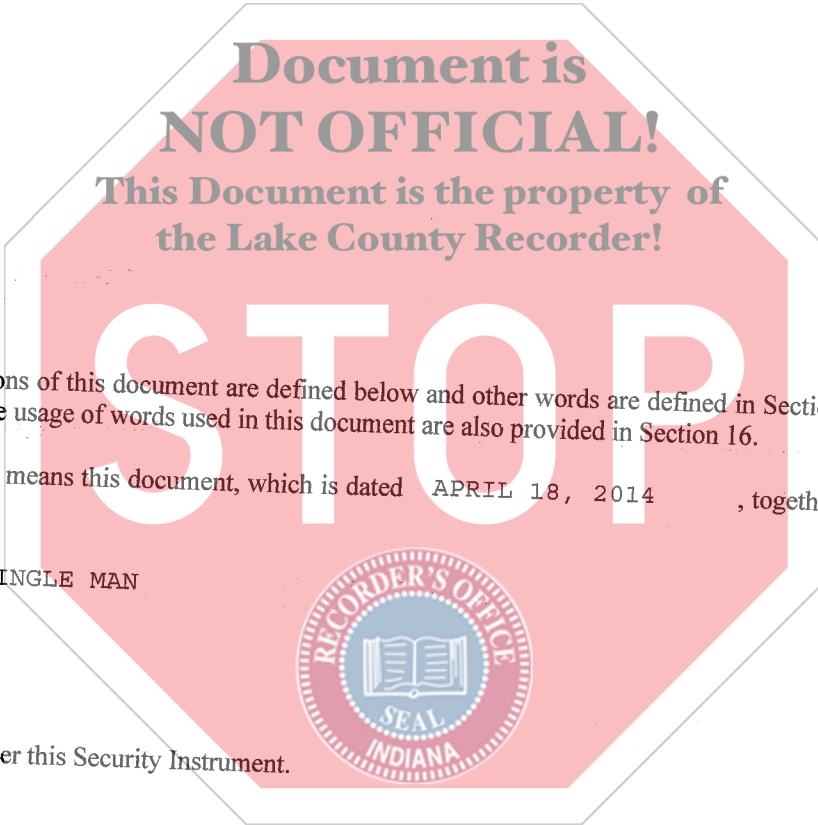 Document is
NOT OFFICIAL!
This Document is the property of
the Lake County Recorder!
STOP
ons of this document are defined below and other words are defined in Secti
e usage of words used in this document are also provided in Section 16.
means this document, which is dated APRIL 18, 2014 , togeth
INGLE MAN
RECORDER'S OFFICE
SEAL
INDIANA
er this Security Instrument.